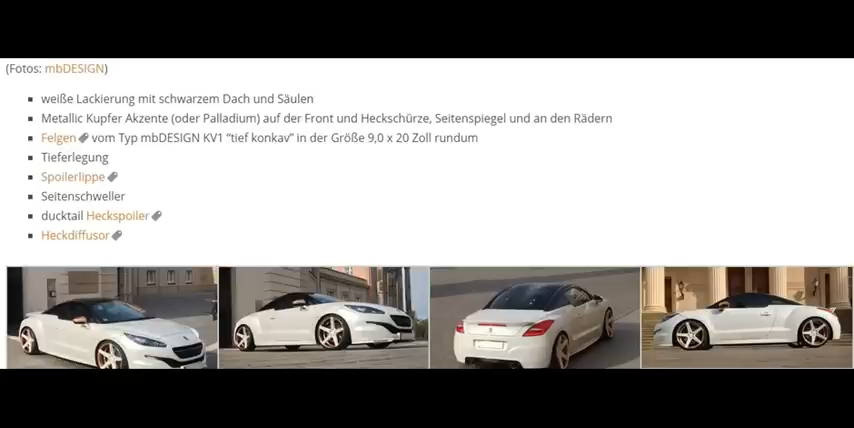 (Fotos: mbDESIGN)
weiße Lackierung mit schwarzem Dach und Säulen
Metallic Kupfer Akzente (oder Palladium) auf der Front und Heckschürze, Seitenspiegel und an den Rädern
Felgen vom Typ mbDESIGN KV1 “tief konkav” in der Größe 9,0 x 20 Zoll rundum
Tieferlegung
Spoilerlippe
Seitenschweller
ducktail Heckspoiler
Heckdiffusor